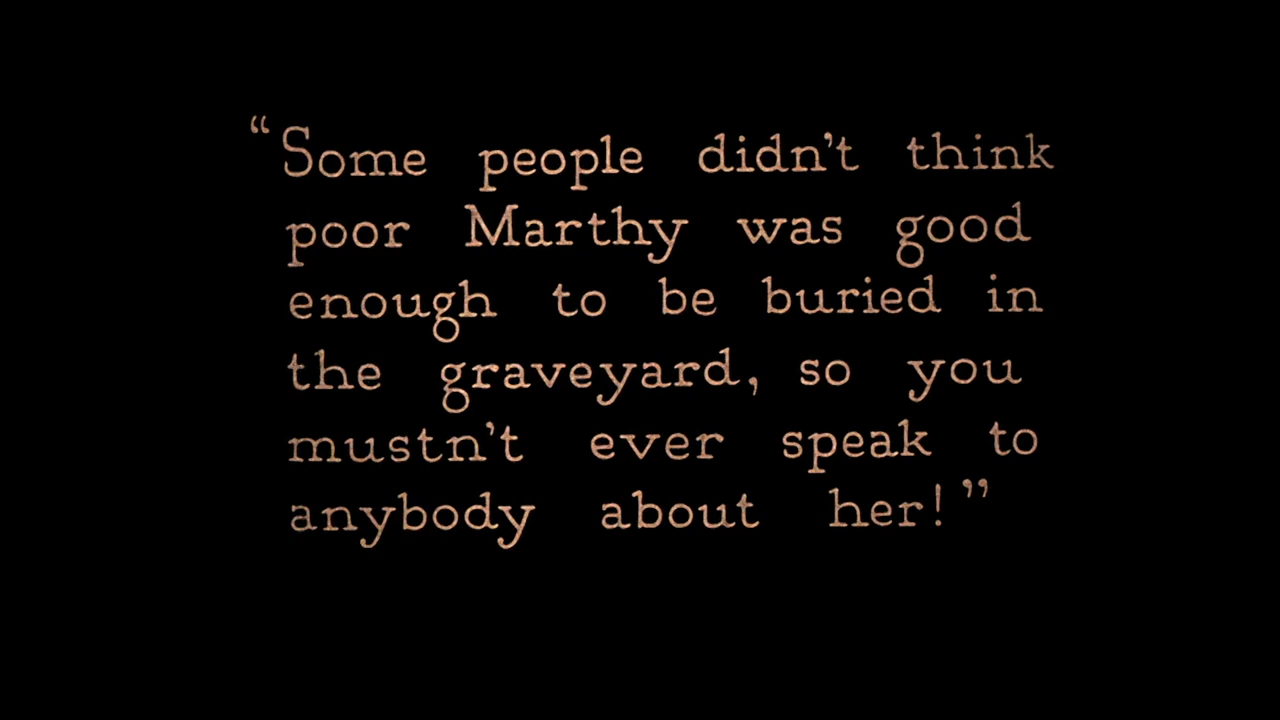 “Some people didn’t think
poor Marthy was good
enough to be buried in
the graveyard, so you
mustn’t ever speak to
anybody about her!”